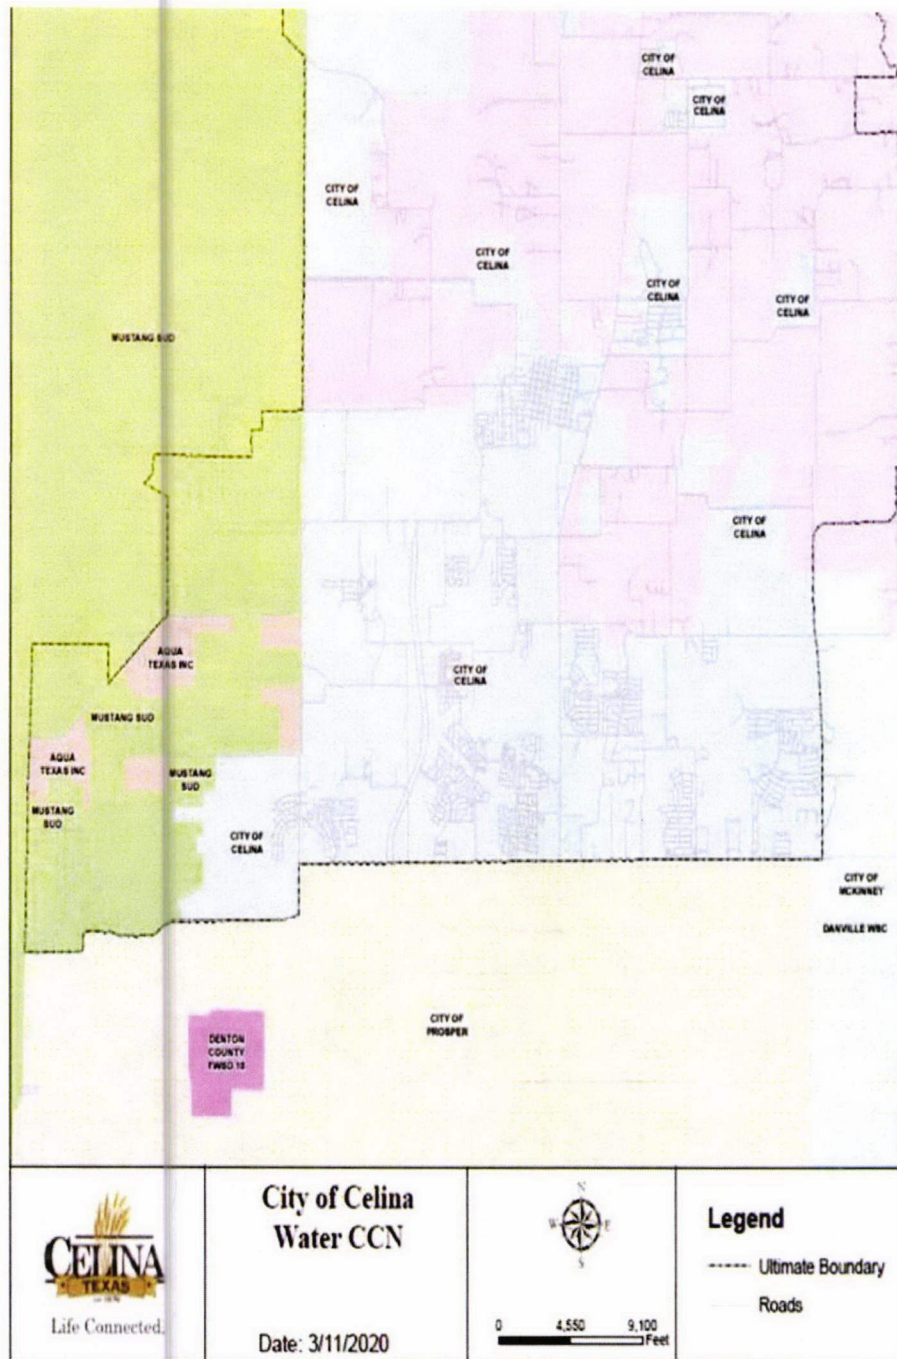 CITY OF
CELINA
CITY OF
CELINA
CITY OF
CELINA
CITY OF
CELINA
CITY OF
CELINA
CITY OF
CELINA
MUSTANG SUD
CITY OF
CELINA
AQUA
TEXAS INC
CITY OF
CELINA
MUSTANG SUD
AQUA
TEXAS INC
MUSTANG
SUD
MUSTANG
SUD
CITY OF
CELINA
CITY OF
MCKINNEY
DANVILLE WSC
CITY OF
PROSPER
DENTON
COUNTY
FWSD 10
CELINA
TEXAS
Life Connected.
City of Celina
Water CCN
Date: 3/11/2020
N
W
E
S
0 4,550 9,100
Feet
Legend
Ultimate Boundary
Roads